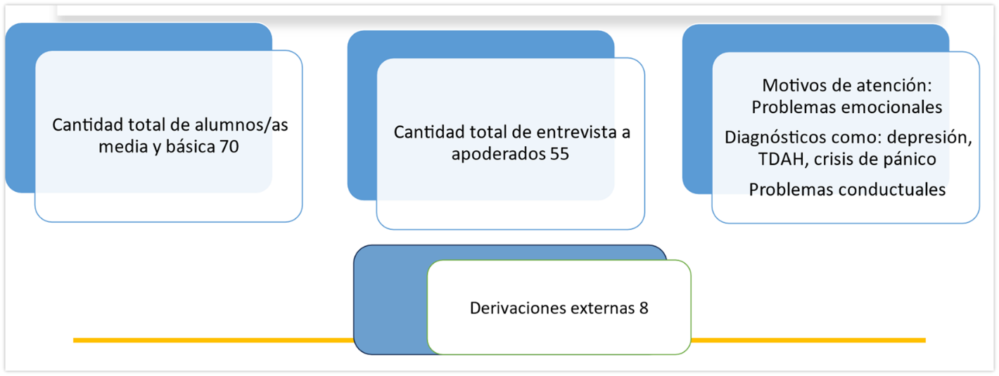 Cantidad total de alumnos/as
media y básica 70
Cantidad total de entrevista a
apoderados 55
Motivos de atención:
Problemas emocionales
Diagnósticos como: depresión,
TDAH, crisis de pánico
Problemas conductuales
Derivaciones externas 8